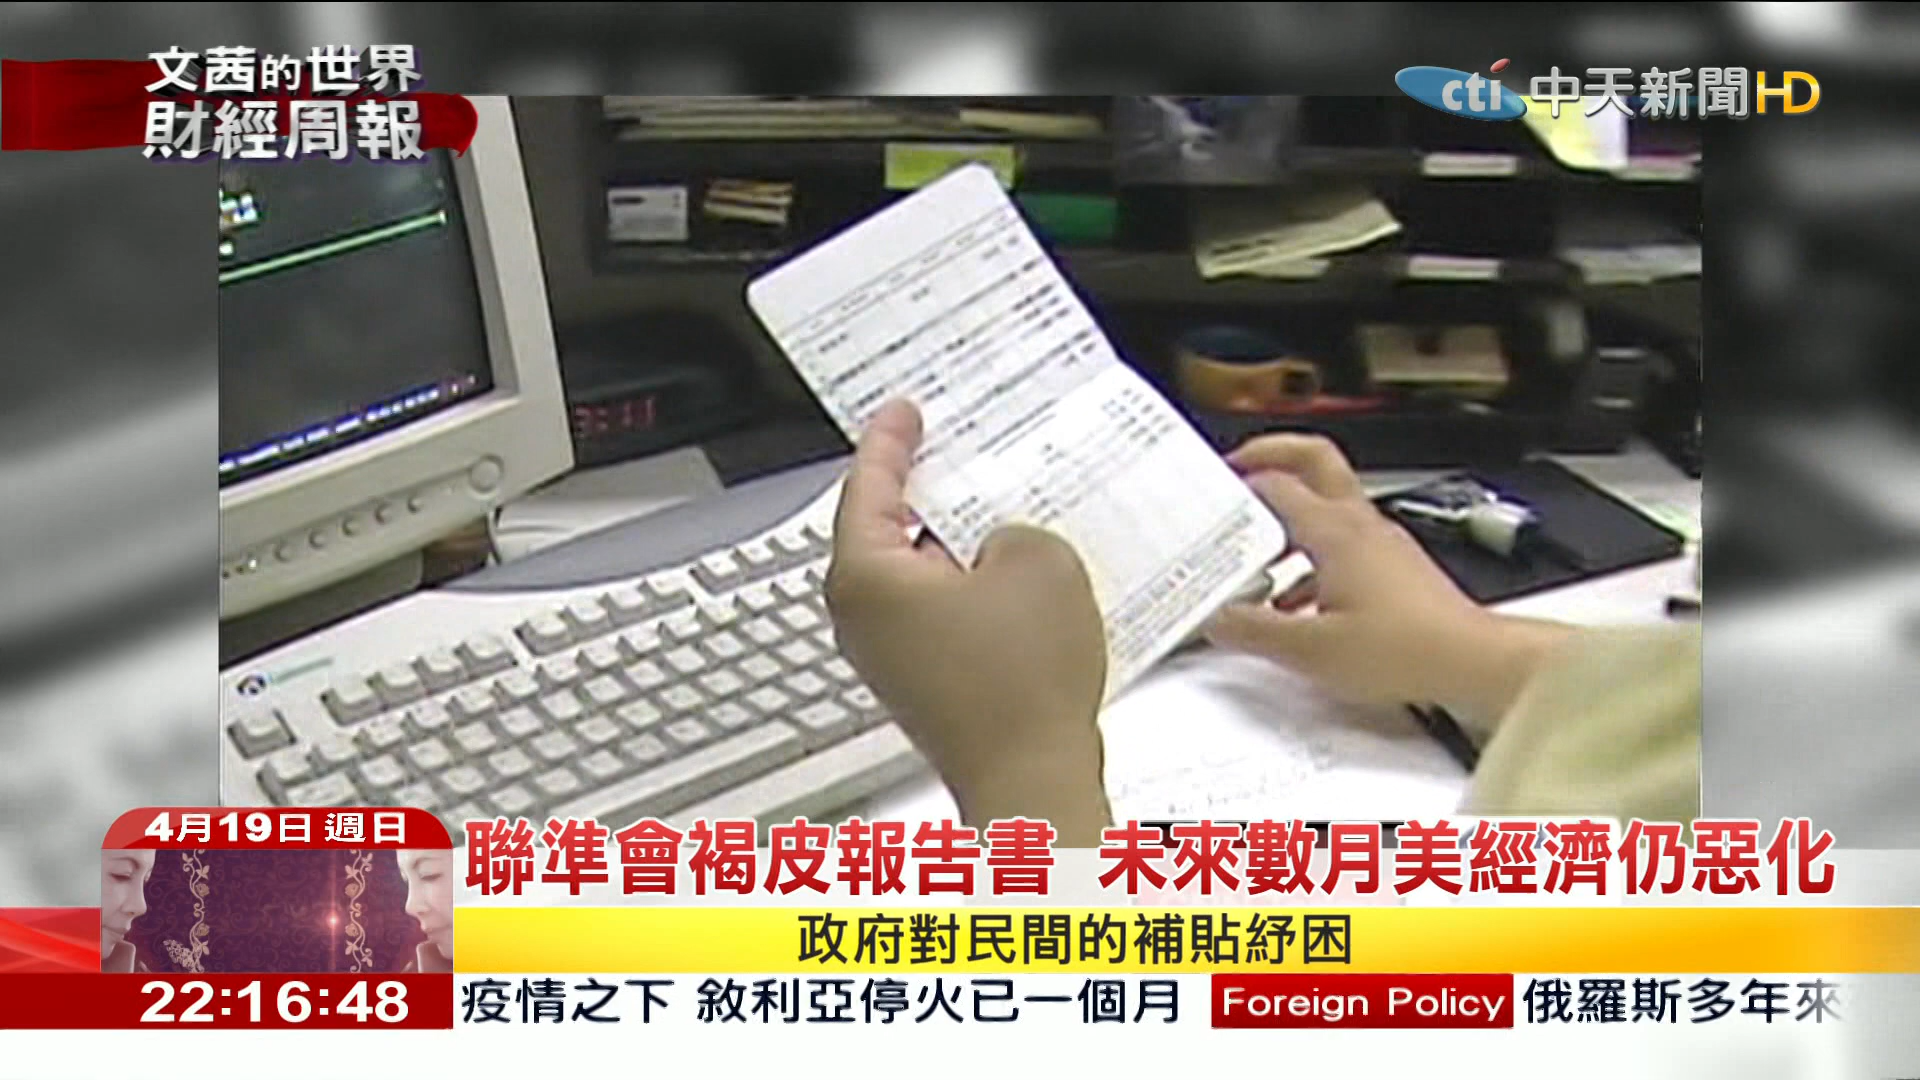 文茜的世界
財經周報
cti 中天新聞HD
3:11
4月19日 週日
聯準會褐皮報告書 未來數月美經濟仍惡化
政府對民間的補貼紓困
22:16:48
疫情之下 敘利亞停火已一個月 Foreign Policy 俄羅斯多年來